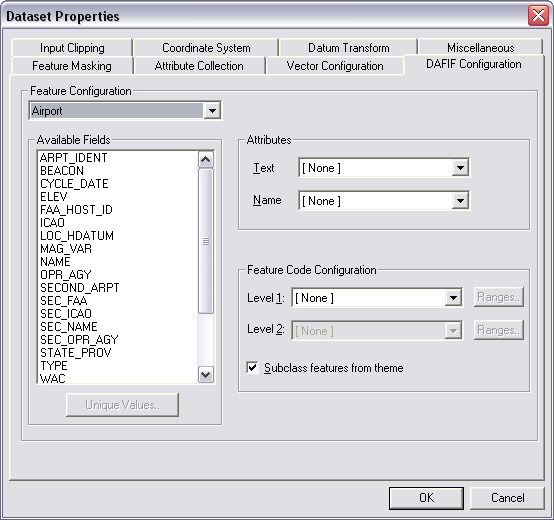 Dataset Properties
Input Clipping
Coordinate System
Datum Transform
Miscellaneous
Feature Masking
Attribute Collection
Vector Configuration
DAFIF Configuration
Feature Configuration
Airport
Available Fields
ARPT_IDENT
BEACON
CYCLE_DATE
ELEV
FAA_HOST_ID
ICAO
LOC_HDATUM
MAG_VAR
NAME
OPR_AGY
SECOND_ARPT
SEC_FAA
SEC_ICAO
SEC_NAME
SEC_OPR_AGY
STATE_PROV
TYPE
WAC
Unique Values..
Attributes
Text [ None ]
Name [ None ]
Feature Code Configuration
Level 1: [ None ] Ranges..
Level 2: [ None ] Ranges..
Subclass features from theme
OK
Cancel